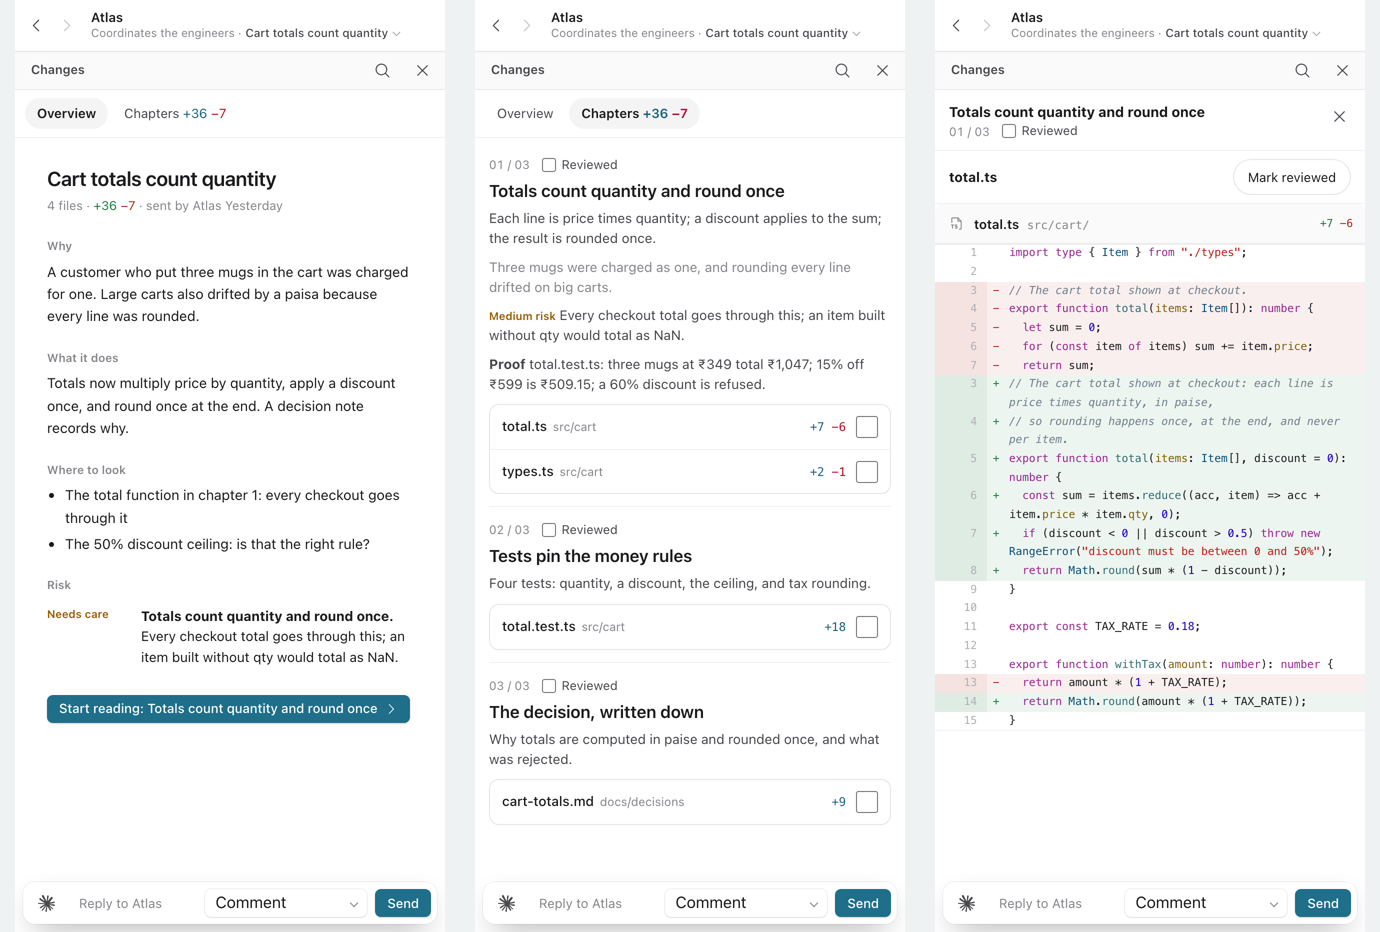 Atlas
Coordinates the engineers · Cart totals count quantity
Changes
Overview
Chapters +36 −7
Cart totals count quantity
4 files · +36 −7 · sent by Atlas Yesterday
Why
A customer who put three mugs in the cart was charged
for one. Large carts also drifted by a paisa because
every line was rounded.
What it does
Totals now multiply price by quantity, apply a discount
once, and round once at the end. A decision note
records why.
Where to look
• The total function in chapter 1: every checkout goes
through it
• The 50% discount ceiling: is that the right rule?
Risk
Needs care
Totals count quantity and round once.
Every checkout total goes through this; an
item built without qty would total as NaN.
Start reading: Totals count quantity and round once
Reply to Atlas
Comment
Send
Atlas
Coordinates the engineers · Cart totals count quantity
Changes
Overview
Chapters +36 −7
01 / 03 Reviewed
Totals count quantity and round once
Each line is price times quantity; a discount applies to the sum;
the result is rounded once.
Three mugs were charged as one, and rounding every line
drifted on big carts.
Medium risk Every checkout total goes through this; an item built
without qty would total as NaN.
Proof total.test.ts: three mugs at ₹349 total ₹1,047; 15% off
₹599 is ₹509.15; a 60% discount is refused.
total.ts src/cart +7 −6
types.ts src/cart +2 −1
02 / 03 Reviewed
Tests pin the money rules
Four tests: quantity, a discount, the ceiling, and tax rounding.
total.test.ts src/cart +18
03 / 03 Reviewed
The decision, written down
Why totals are computed in paise and rounded once, and what
was rejected.
cart-totals.md docs/decisions +9
Reply to Atlas
Comment
Send
Atlas
Coordinates the engineers · Cart totals count quantity
Changes
Totals count quantity and round once
01 / 03 Reviewed
total.ts
Mark reviewed
total.ts src/cart/ +7 −6
1 import type { Item } from "./types";
2
3 − // The cart total shown at checkout.
4 − export function total(items: Item[]): number {
5 − let sum = 0;
6 − for (const item of items) sum += item.price;
7 − return sum;
3 + // The cart total shown at checkout: each line is
price times quantity, in paise,
4 + // so rounding happens once, at the end, and never
per item.
5 + export function total(items: Item[], discount = 0):
number {
6 + const sum = items.reduce((acc, item) => acc +
item.price * item.qty, 0);
7 + if (discount < 0 || discount > 0.5) throw new
RangeError("discount must be between 0 and 50%");
8 + return Math.round(sum * (1 − discount));
9 }
10
11 export const TAX_RATE = 0.18;
12
13 export function withTax(amount: number): number {
13 − return amount * (1 + TAX_RATE);
14 + return Math.round(amount * (1 + TAX_RATE));
15 }
Reply to Atlas
Comment
Send